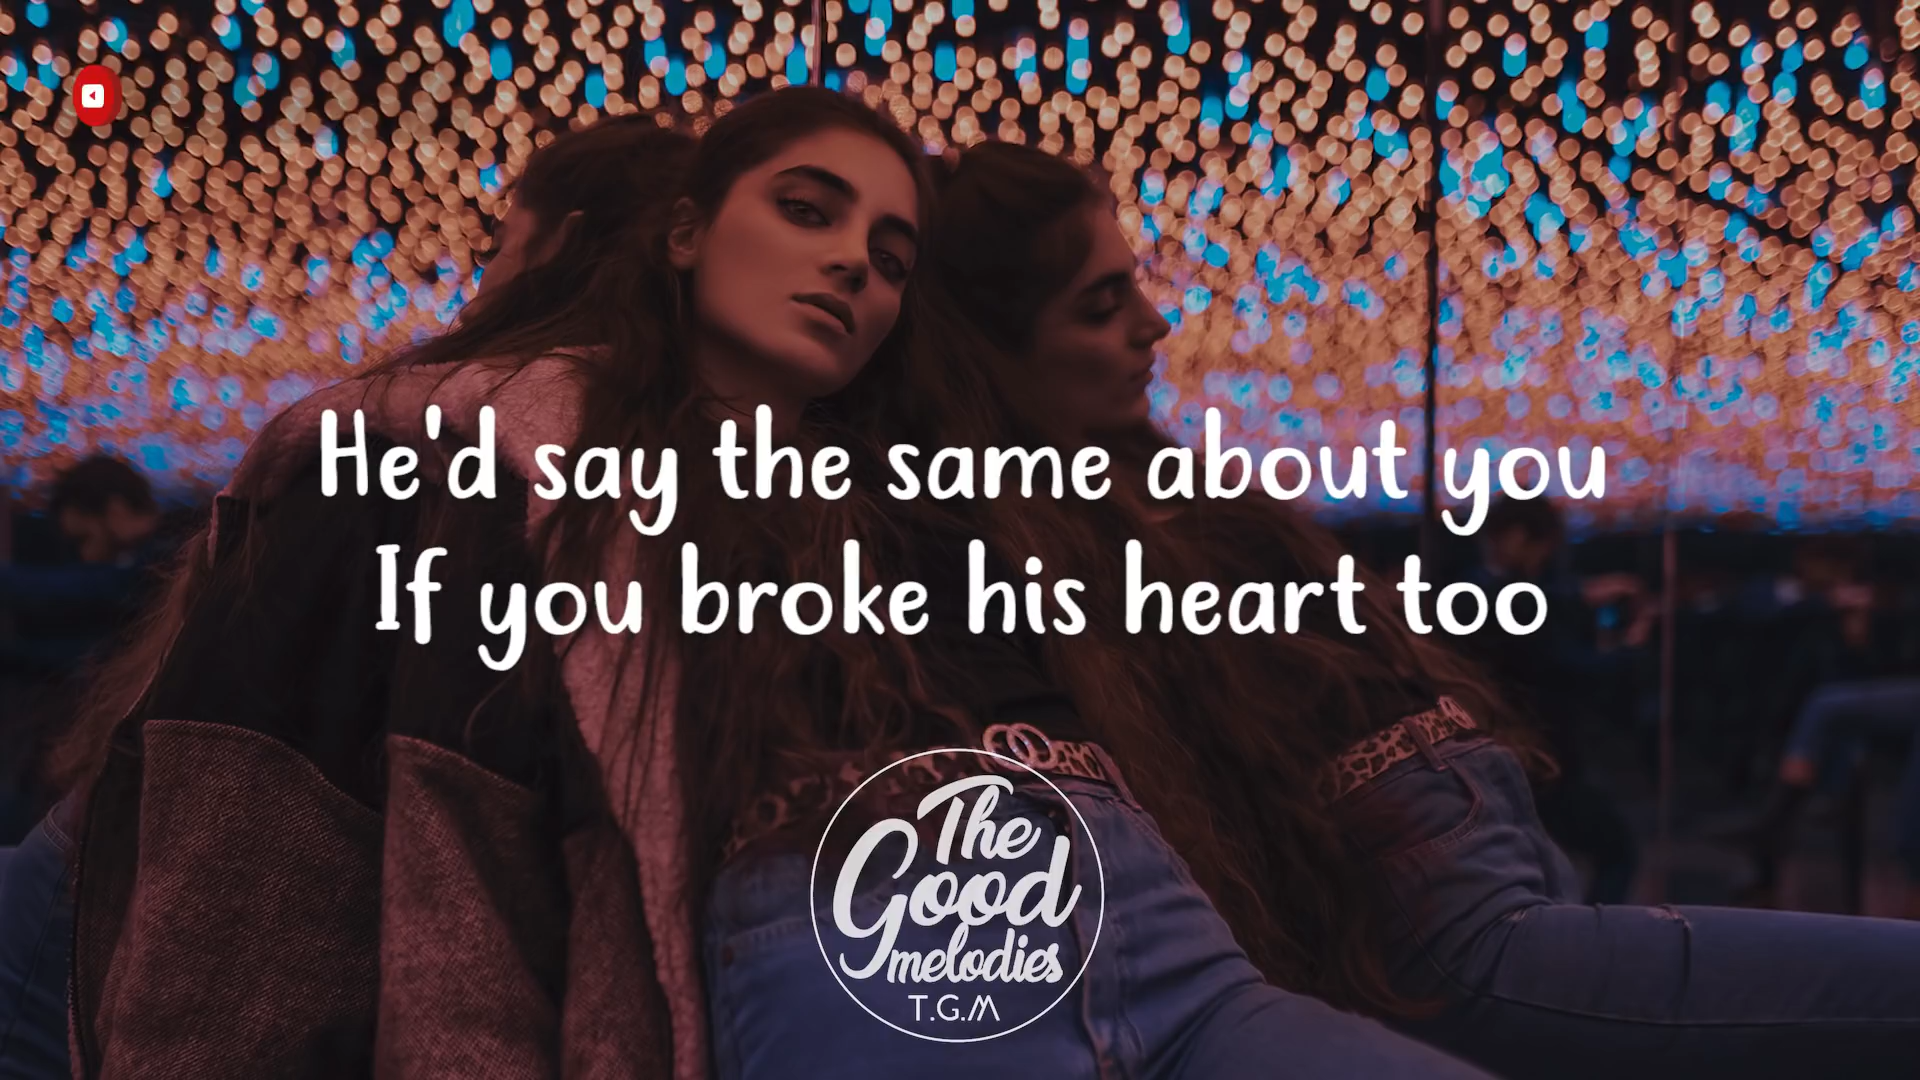 He'd say the same about you
If you broke his heart too
The
Good
melodies
T.G.M